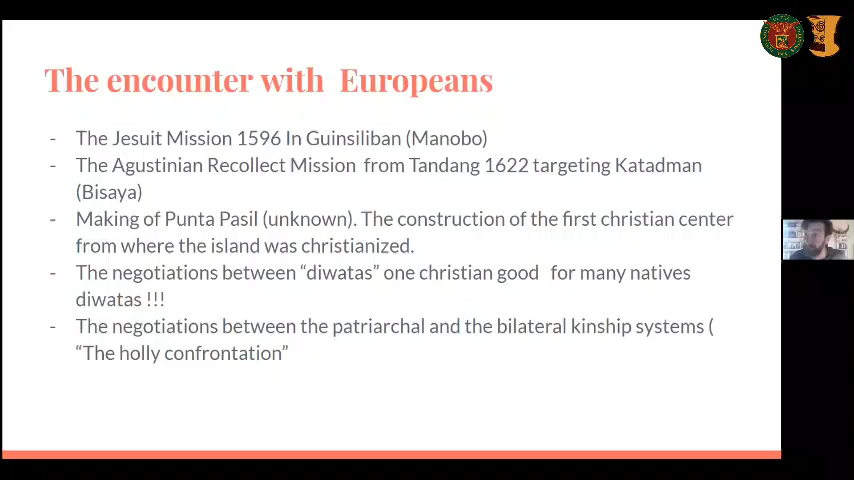 The encounter with Europeans
- The Jesuit Mission 1596 In Guinsiliban (Manobo)
- The Agustinian Recollect Mission from Tandang 1622 targeting Katadman
(Bisaya)
- Making of Punta Pasil (unknown). The construction of the first christian center
from where the island was christianized.
- The negotiations between “diwatas” one christian good for many natives
diwatas !!!
- The negotiations between the patriarchal and the bilateral kinship systems (
“The holly confrontation”